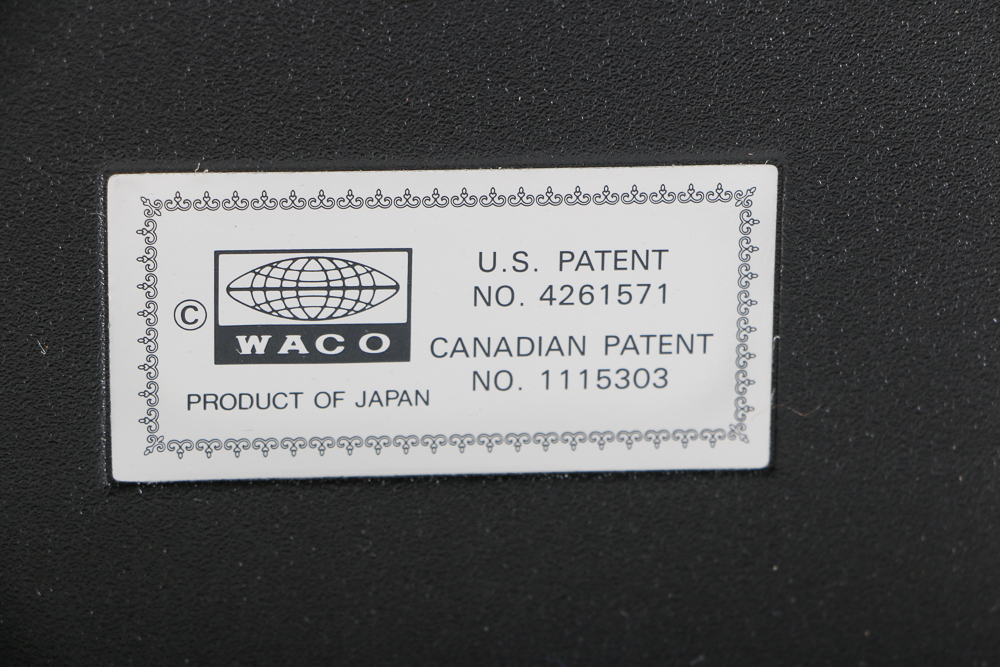 ©
WACO
PRODUCT OF JAPAN
U.S. PATENT
NO. 4261571
CANADIAN PATENT
NO. 1115303